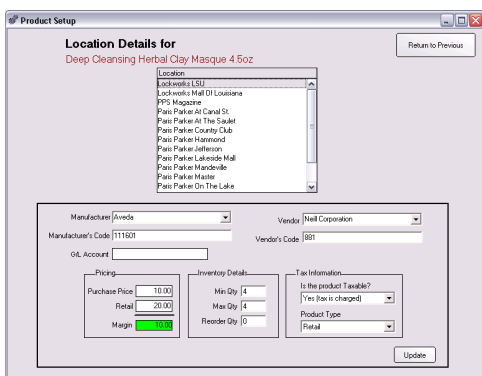 Product Setup
Location Details for
Return to Previous
Deep Cleansing Herbal Clay Masque 4.5oz
Location
Lockworks LSU
Lockworks Mall Of Louisiana
PPS Magazine
Paris Parker At Canal St.
Paris Parker At The Saulet
Paris Parker Country Club
Paris Parker Hammond
Paris Parker Jefferson
Paris Parker Lakeside Mall
Paris Parker Mandeville
Paris Parker Master
Paris Parker On The Lake
Manufacturer Aveda
Vendor Neill Corporation
Manufacturer's Code 111601
Vendor's Code 881
G/L Account
Pricing
Purchase Price 10.00
Retail 20.00
Margin 10.00
Inventory Details
Min Qty 4
Max Qty 4
Reorder Qty 0
Tax Information
Is the product Taxable?
Yes (tax is charged)
Product Type
Retail
Update